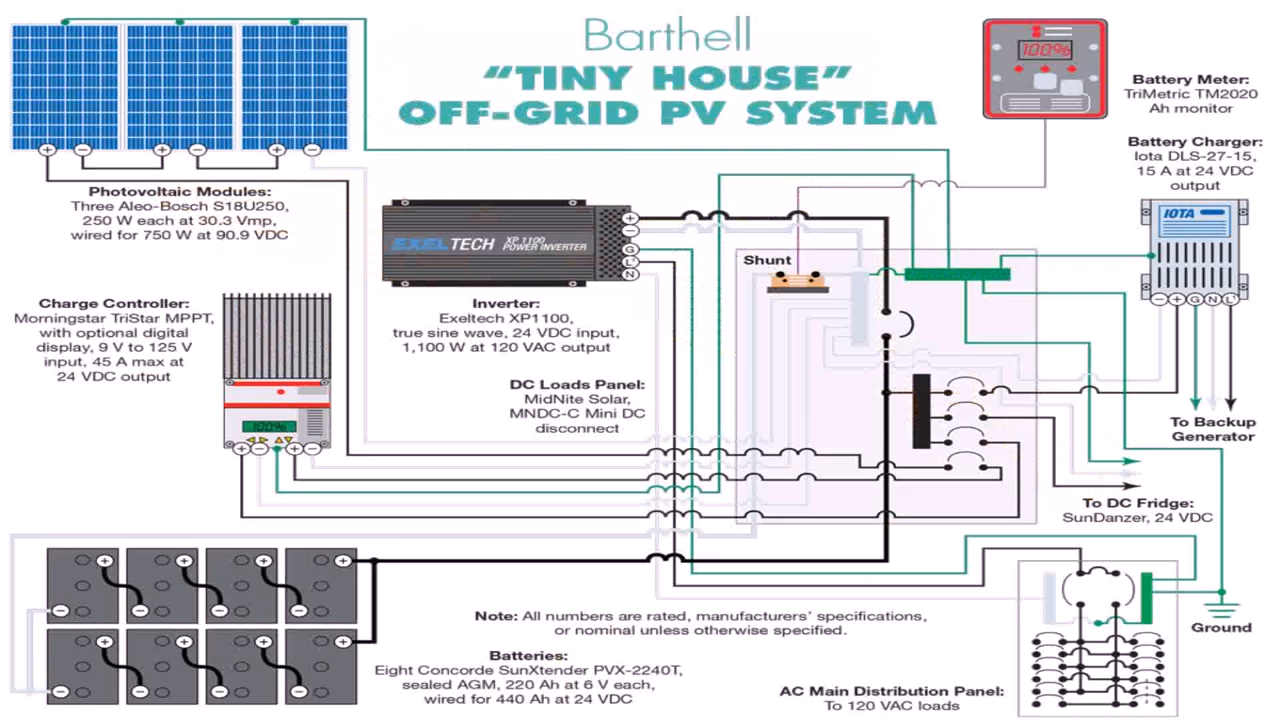 Barthell
“TINY HOUSE”
OFF-GRID PV SYSTEM
100%
Battery Meter:
TriMetric TM2020
Ah monitor
Battery Charger:
Iota DLS-27-15,
15 A at 24 VDC
output
IOTA
− + G N L¹
To Backup
Generator
+ − + − + −
Photovoltaic Modules:
Three Aleo-Bosch S18U250,
250 W each at 30.3 Vmp,
wired for 750 W at 90.9 VDC
EXELTECH XP 1100
POWER INVERTER
+
−
G
L¹
N
Inverter:
Exeltech XP1100,
true sine wave, 24 VDC input,
1,100 W at 120 VAC output
Shunt
Charge Controller:
Morningstar TriStar MPPT,
with optional digital
display, 9 V to 125 V
input, 45 A max at
24 VDC output
100%
+ − + −
DC Loads Panel:
MidNite Solar,
MNDC-C Mini DC
disconnect
To DC Fridge:
SunDanzer, 24 VDC
Ground
+ + + +
− − − −
+ + + +
− − − −
Note: All numbers are rated, manufacturers’ specifications,
or nominal unless otherwise specified.
Batteries:
Eight Concorde SunXtender PVX-2240T,
sealed AGM, 220 Ah at 6 V each,
wired for 440 Ah at 24 VDC
AC Main Distribution Panel:
To 120 VAC loads